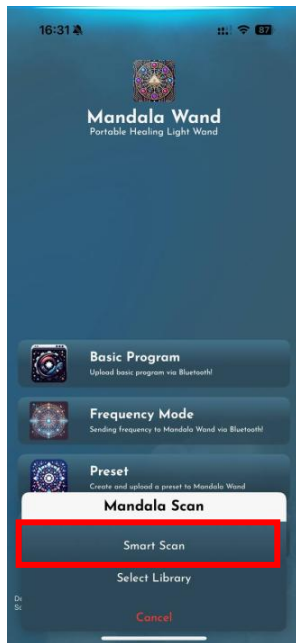 16:31
87
Mandala Wand
Portable Healing Light Wand
Basic Program
Upload basic program via Bluetooth!
Frequency Mode
Sending frequency to Mandala Wand via Bluetooth!
Preset
Create and upload a preset to Mandala Wand
Mandala Scan
Smart Scan
Select Library
Cancel